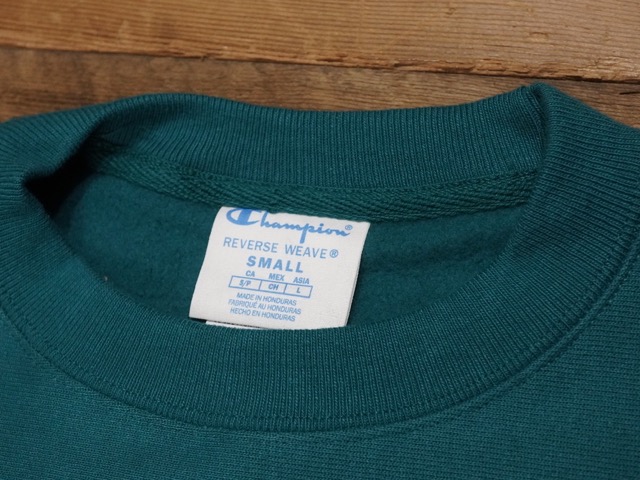 Champion®
REVERSE WEAVE®
SMALL
CA MEX ASIA
S/P CH L
MADE IN HONDURAS
FABRIQUÉ AU HONDURAS
HECHO EN HONDURAS